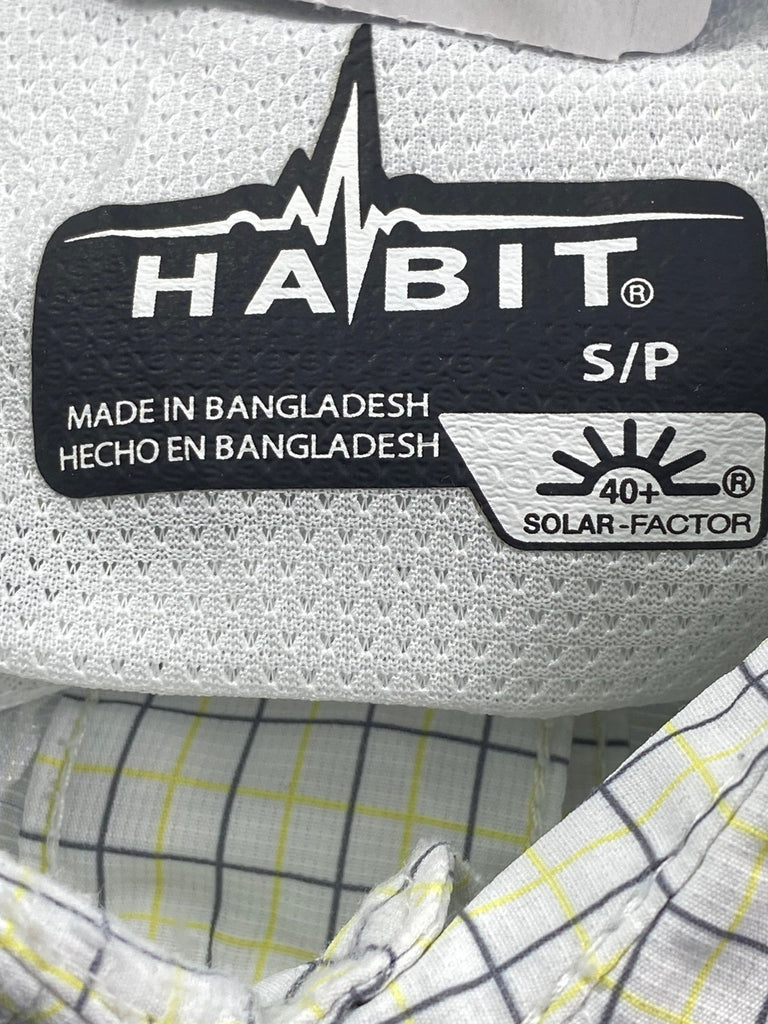 HABIT®
S/P
MADE IN BANGLADESH
HECHO EN BANGLADESH
40+ ®
SOLAR-FACTOR